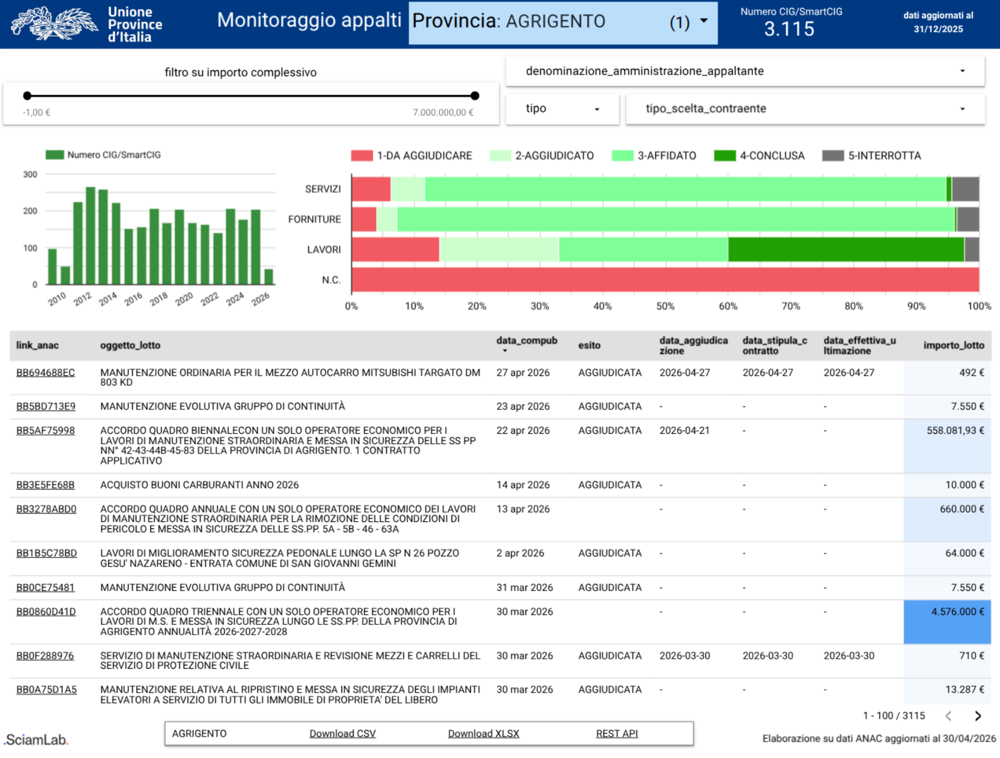 Unione
Province
d'Italia
Monitoraggio appalti
Provincia: AGRIGENTO (1)
Numero CIG/SmartCIG
3.115
dati aggiornati al
31/12/2025
filtro su importo complessivo
-1,00 € 7.000.000,00 €
denominazione_amministrazione_appaltante
tipo
tipo_scelta_contraente
Numero CIG/SmartCIG
300
200
100
0
2010 2012 2014 2016 2018 2020 2022 2024 2026
1-DA AGGIUDICARE 2-AGGIUDICATO 3-AFFIDATO 4-CONCLUSA 5-INTERROTTA
SERVIZI
FORNITURE
LAVORI
N.C.
0% 10% 20% 30% 40% 50% 60% 70% 80% 90% 100%
link_anac oggetto_lotto data_compub esito data_aggiudica
zione data_stipula_c
ontratto data_effettiva_u
ltimazione importo_lotto
BB694688EC MANUTENZIONE ORDINARIA PER IL MEZZO AUTOCARRO MITSUBISHI TARGATO DM 27 apr 2026 AGGIUDICATA 2026-04-27 2026-04-27 2026-04-27 492 €
803 KD
BB5BD713E9 MANUTENZIONE EVOLUTIVA GRUPPO DI CONTINUITÀ 23 apr 2026 AGGIUDICATA - - - 7.550 €
BB5AF75998 ACCORDO QUADRO BIENNALECON UN SOLO OPERATORE ECONOMICO PER I 22 apr 2026 AGGIUDICATA 2026-04-21 - - 558.081,93 €
LAVORI DI MANUTENZIONE STRAORDINARIA E MESSA IN SICUREZZA DELLE SS PP
NN° 42-43-44B-45-83 DELLA PROVINCIA DI AGRIGENTO. 1 CONTRATTO
APPLICATIVO
BB3E5FE68B ACQUISTO BUONI CARBURANTI ANNO 2026 14 apr 2026 AGGIUDICATA - - - 10.000 €
BB3278ABD0 ACCORDO QUADRO ANNUALE CON UN SOLO OPERATORE ECONOMICO DEI LAVORI 13 apr 2026 - - - 660.000 €
DI MANUTENZIONE STRAORDINARIA PER LA RIMOZIONE DELLE CONDIZIONI DI
PERICOLO E MESSA IN SICUREZZA DELLE SS.PP. 5A - 5B - 46 - 63A
BB1B5C78BD LAVORI DI MIGLIORAMENTO SICUREZZA PEDONALE LUNGO LA SP N 26 POZZO 2 apr 2026 AGGIUDICATA - - - 64.000 €
GESU' NAZARENO - ENTRATA COMUNE DI SAN GIOVANNI GEMINI
BB0CE75481 MANUTENZIONE EVOLUTIVA GRUPPO DI CONTINUITÀ 31 mar 2026 AGGIUDICATA - - - 7.550 €
BB0860D41D ACCORDO QUADRO TRIENNALE CON UN SOLO OPERATORE ECONOMICO PER I 30 mar 2026 - - - 4.576.000 €
LAVORI DI M.S. E MESSA IN SICUREZZA LUNGO LE SS.PP. DELLA PROVINCIA DI
AGRIGENTO ANNUALITÀ 2026-2027-2028
BB0F288976 SERVIZIO DI MANUTENZIONE STRAORDINARIA E REVISIONE MEZZI E CARRELLI DEL 30 mar 2026 AGGIUDICATA 2026-03-30 2026-03-30 2026-03-30 710 €
SERVIZIO DI PROTEZIONE CIVILE
BB0A75D1A5 MANUTENZIONE RELATIVA AL RIPRISTINO E MESSA IN SICUREZZA DEGLI IMPIANTI 30 mar 2026 AGGIUDICATA - - - 13.287 €
ELEVATORI A SERVIZIO DI TUTTI GLI IMMOBILE DI PROPRIETA' DEL LIBERO
1 - 100 / 3115
.SciamLab.
AGRIGENTO Download CSV Download XLSX REST API
Elaborazione su dati ANAC aggiornati al 30/04/2026